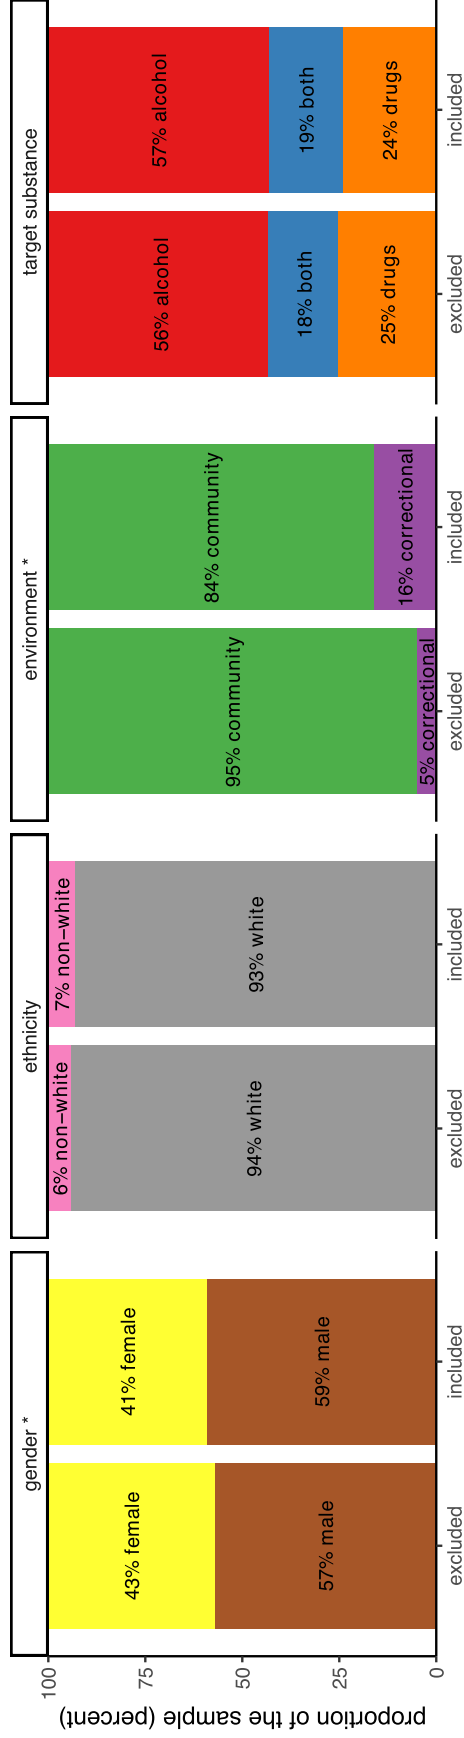 proportion of the sample (percent)
100
75
50
25
0
gender *
43% female
57% male
41% female
59% male
excluded
included
ethnicity
6% non−white
94% white
7% non−white
93% white
excluded
included
environment *
95% community
5% correctional
84% community
16% correctional
excluded
included
target substance
56% alcohol
18% both
25% drugs
57% alcohol
19% both
24% drugs
excluded
included